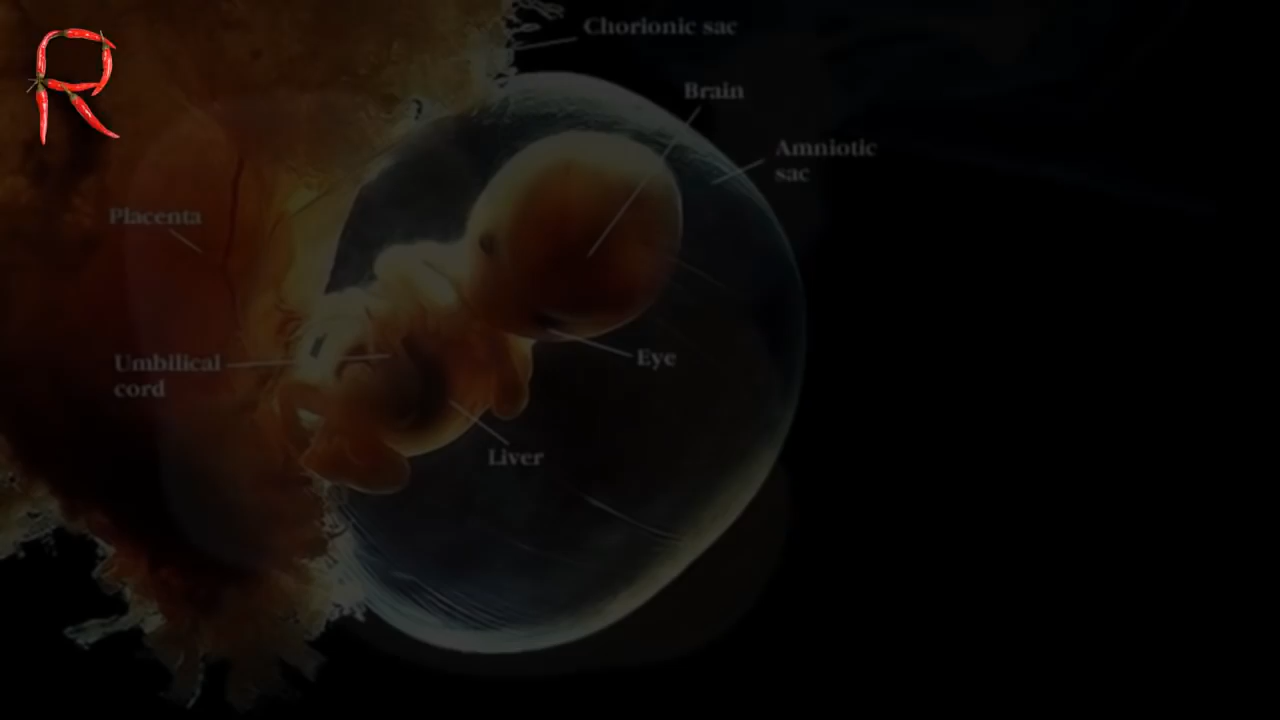 R
Chorionic sac
Brain
Amniotic
sac
Placenta
Umbilical
cord
Eye
Liver